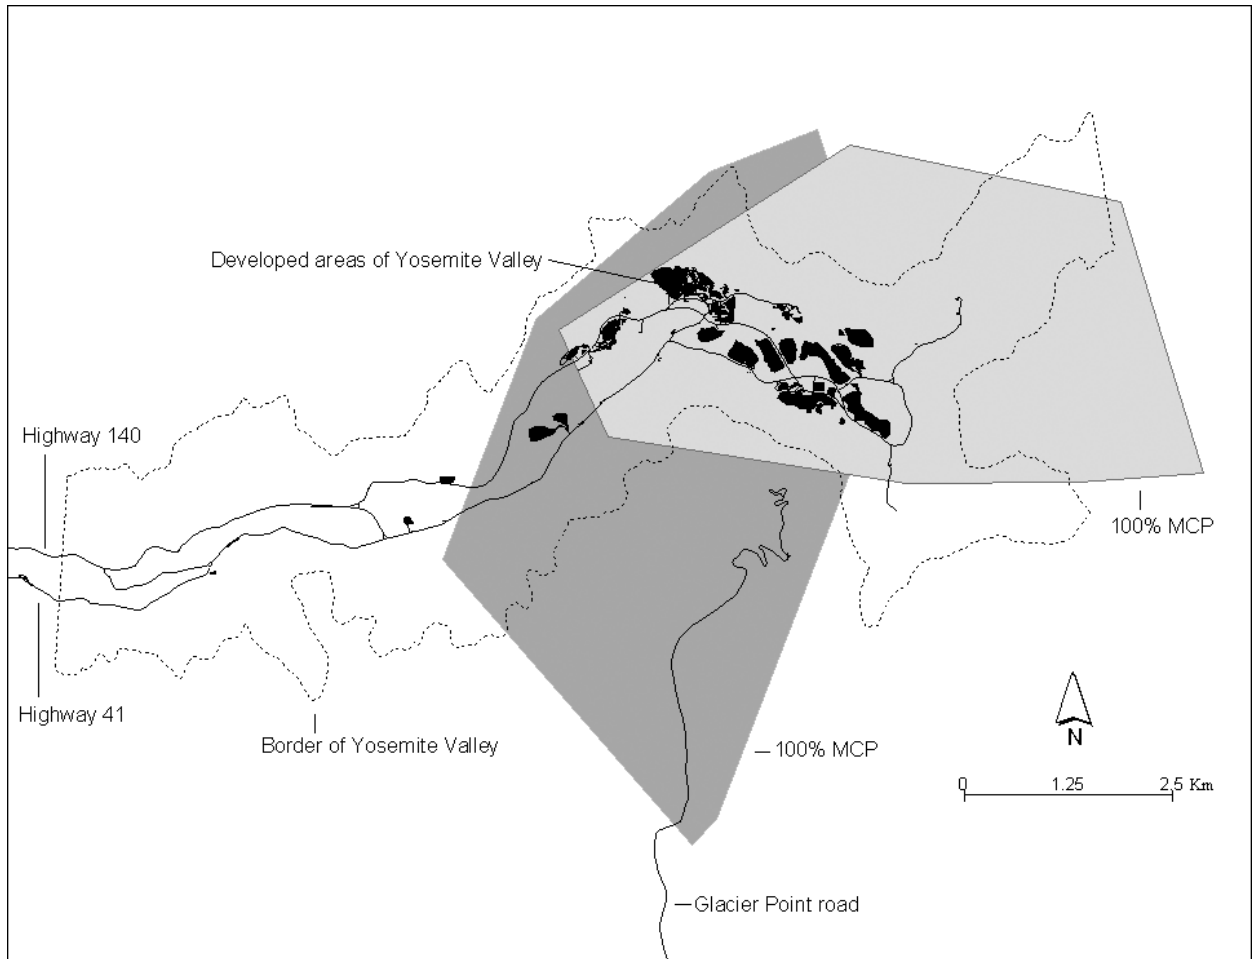 Developed areas of Yosemite Valley
Highway 140
100% MCP
Highway 41
Border of Yosemite Valley
100% MCP
N
0 1.25 2.5 Km
Glacier Point road